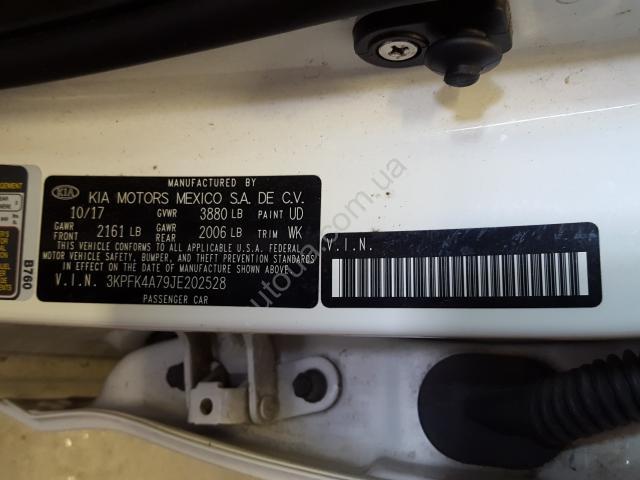 MANUFACTURED BY
KIA
KIA MOTORS MEXICO S.A. DE C.V.
10/17 GVWR 3880 LB PAINT UD
GAWR FRONT 2161 LB GAWR REAR 2006 LB TRIM WK
THIS VEHICLE CONFORMS TO ALL APPLICABLE U.S.A. FEDERAL
MOTOR VEHICLE SAFETY, BUMPER, AND THEFT PREVENTION STANDARDS
IN EFFECT ON THE DATE OF MANUFACTURE SHOWN ABOVE.
V.I.N. 3KPFK4A79JE202528
PASSENGER CAR
B760
V.I.N.
autodna.com.ua